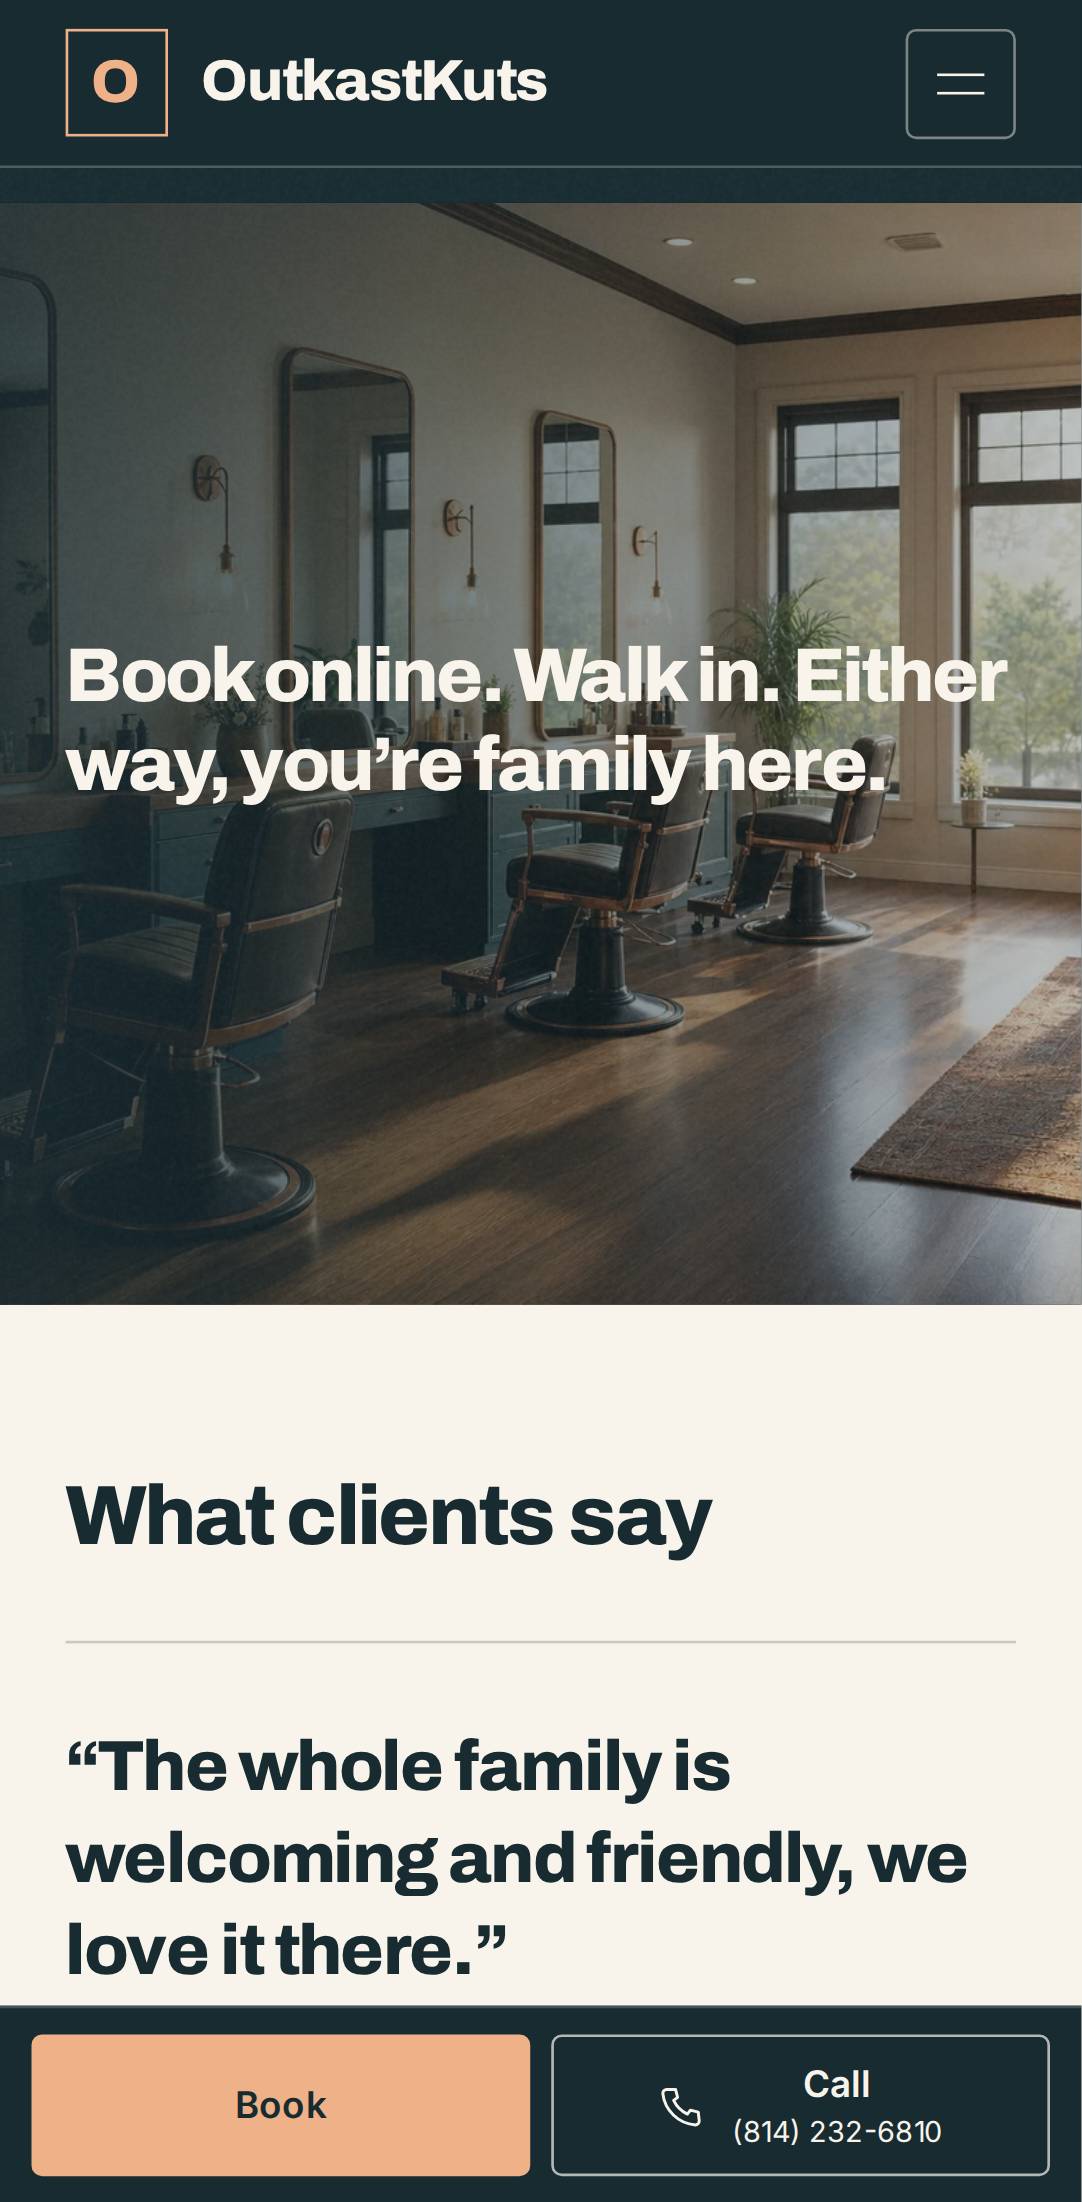 O
OutkastKuts
Book online. Walk in. Either
way, you’re family here.
What clients say
“The whole family is
welcoming and friendly, we
love it there.”
Book
Call
(814) 232-6810